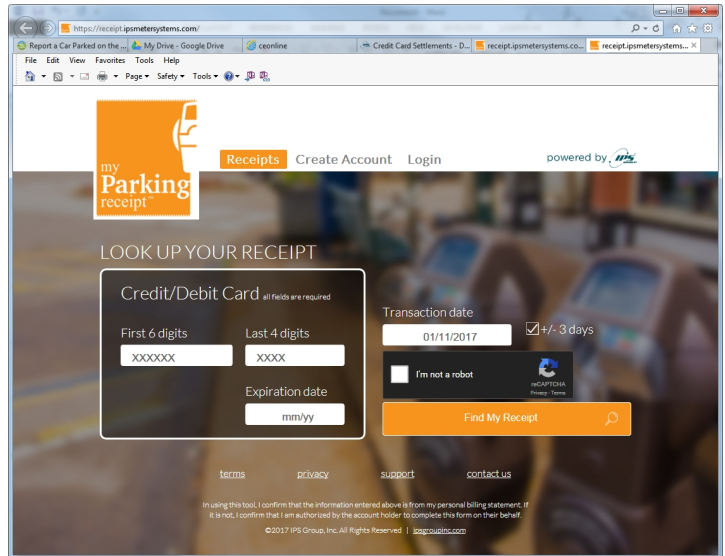 https://receipt.ipsmetersystems.com/
Report a Car Parked on the ...
My Drive - Google Drive
ceonline
Credit Card Settlements - D...
receipt.ipsmetersystems.co...
receipt.ipsmetersystems...
File Edit View Favorites Tools Help
Page Safety Tools
my
Parking
receipt™
Receipts Create Account Login
powered by ips
LOOK UP YOUR RECEIPT
Credit/Debit Card all fields are required
First 6 digits Last 4 digits
XXXXXX XXXX
Expiration date
mm/yy
Transaction date
01/11/2017 +/- 3 days
I'm not a robot
reCAPTCHA
Privacy - Terms
Find My Receipt
terms privacy support contact us
In using this tool, I confirm that the information entered above is from my personal billing statement. If
it is not, I confirm that I am authorized by the account holder to complete this form on their behalf.
©2017 IPS Group, Inc. All Rights Reserved | ipsgroupinc.com